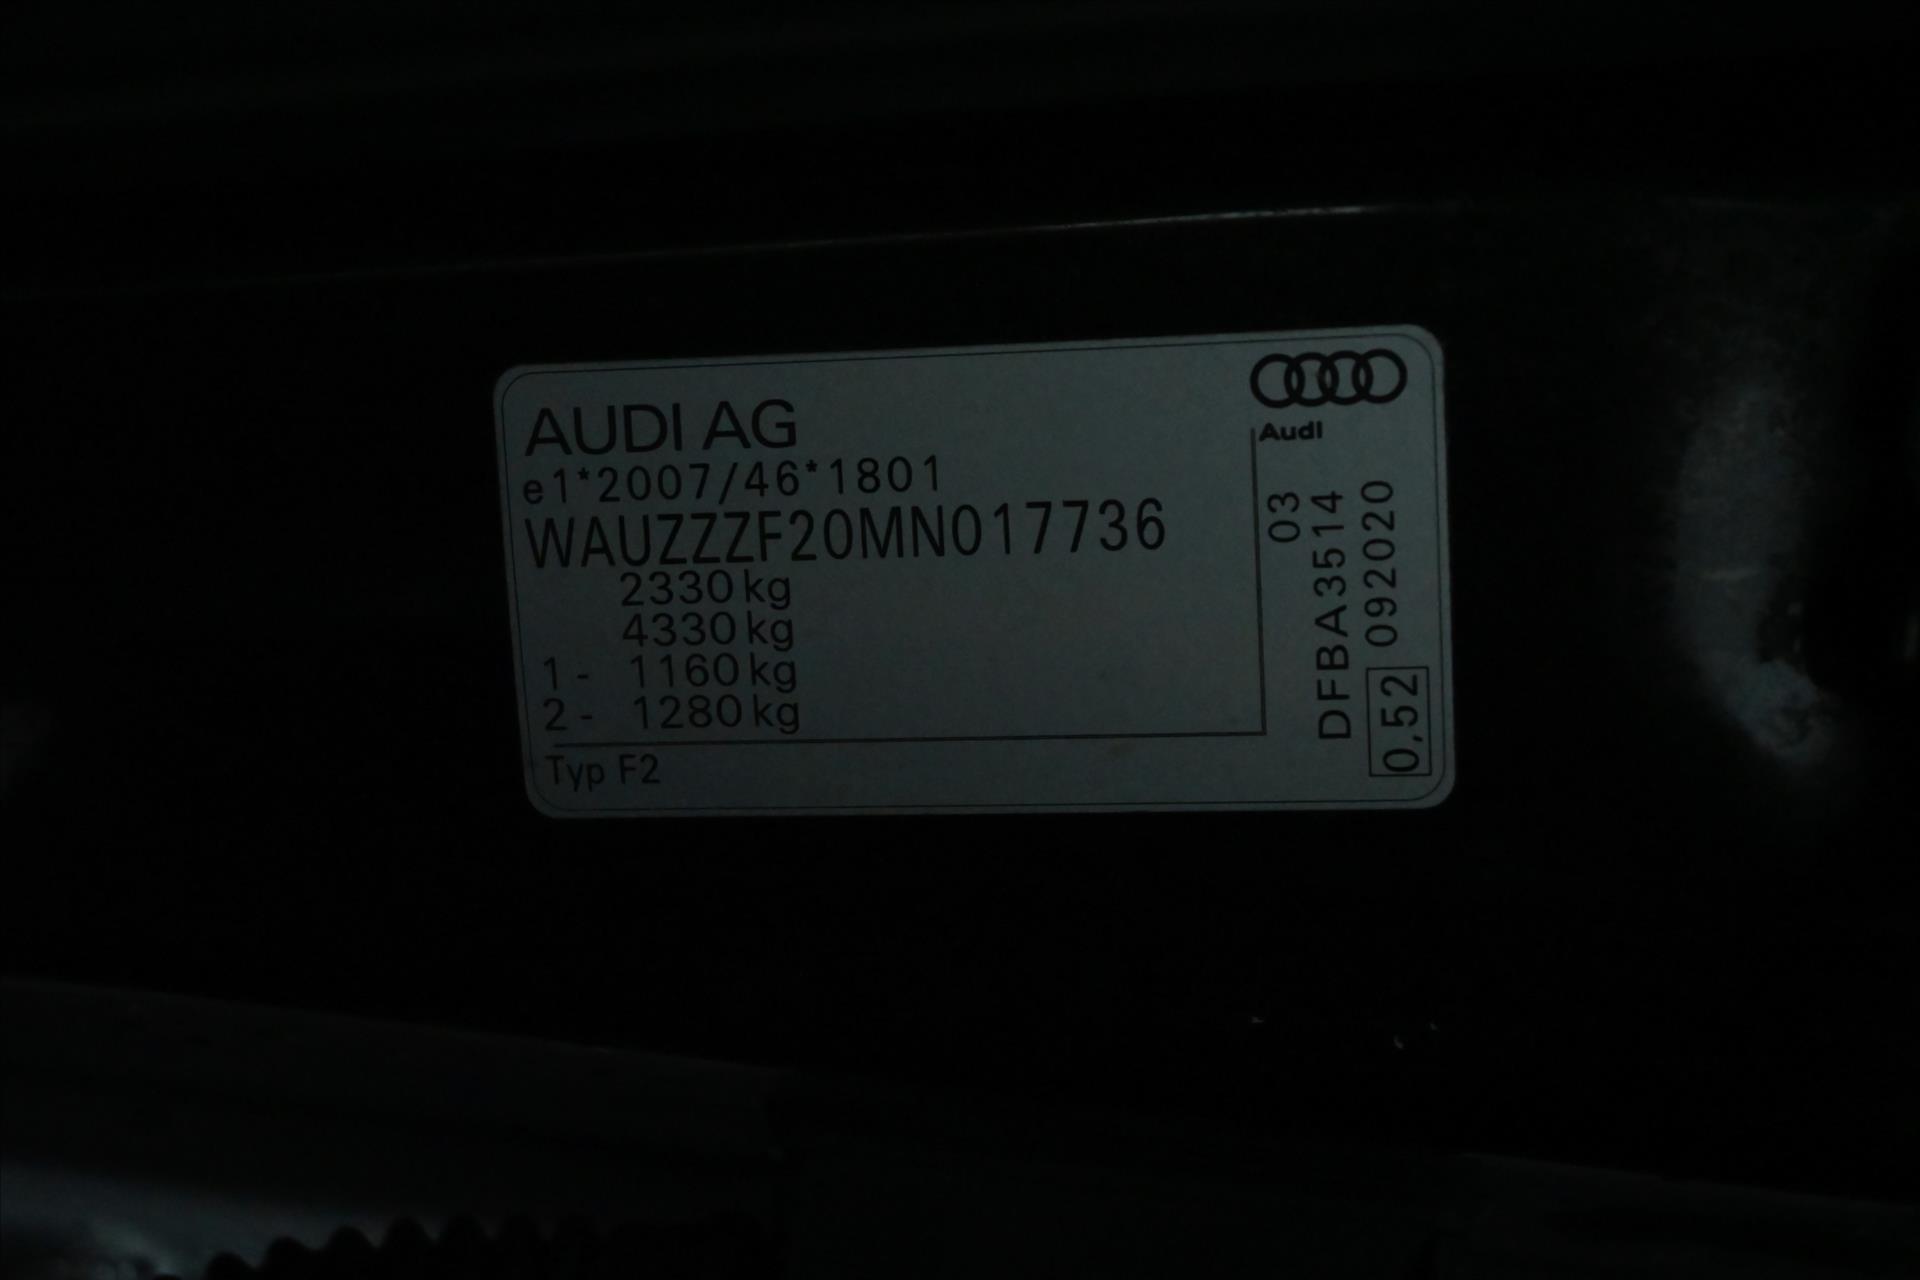 AUDI AG
e1*2007/46*1801
WAUZZZF20MN017736
2330 kg
4330 kg
1 - 1160 kg
2 - 1280 kg
Typ F2
Audi
03
DFBA3514
0,52 092020